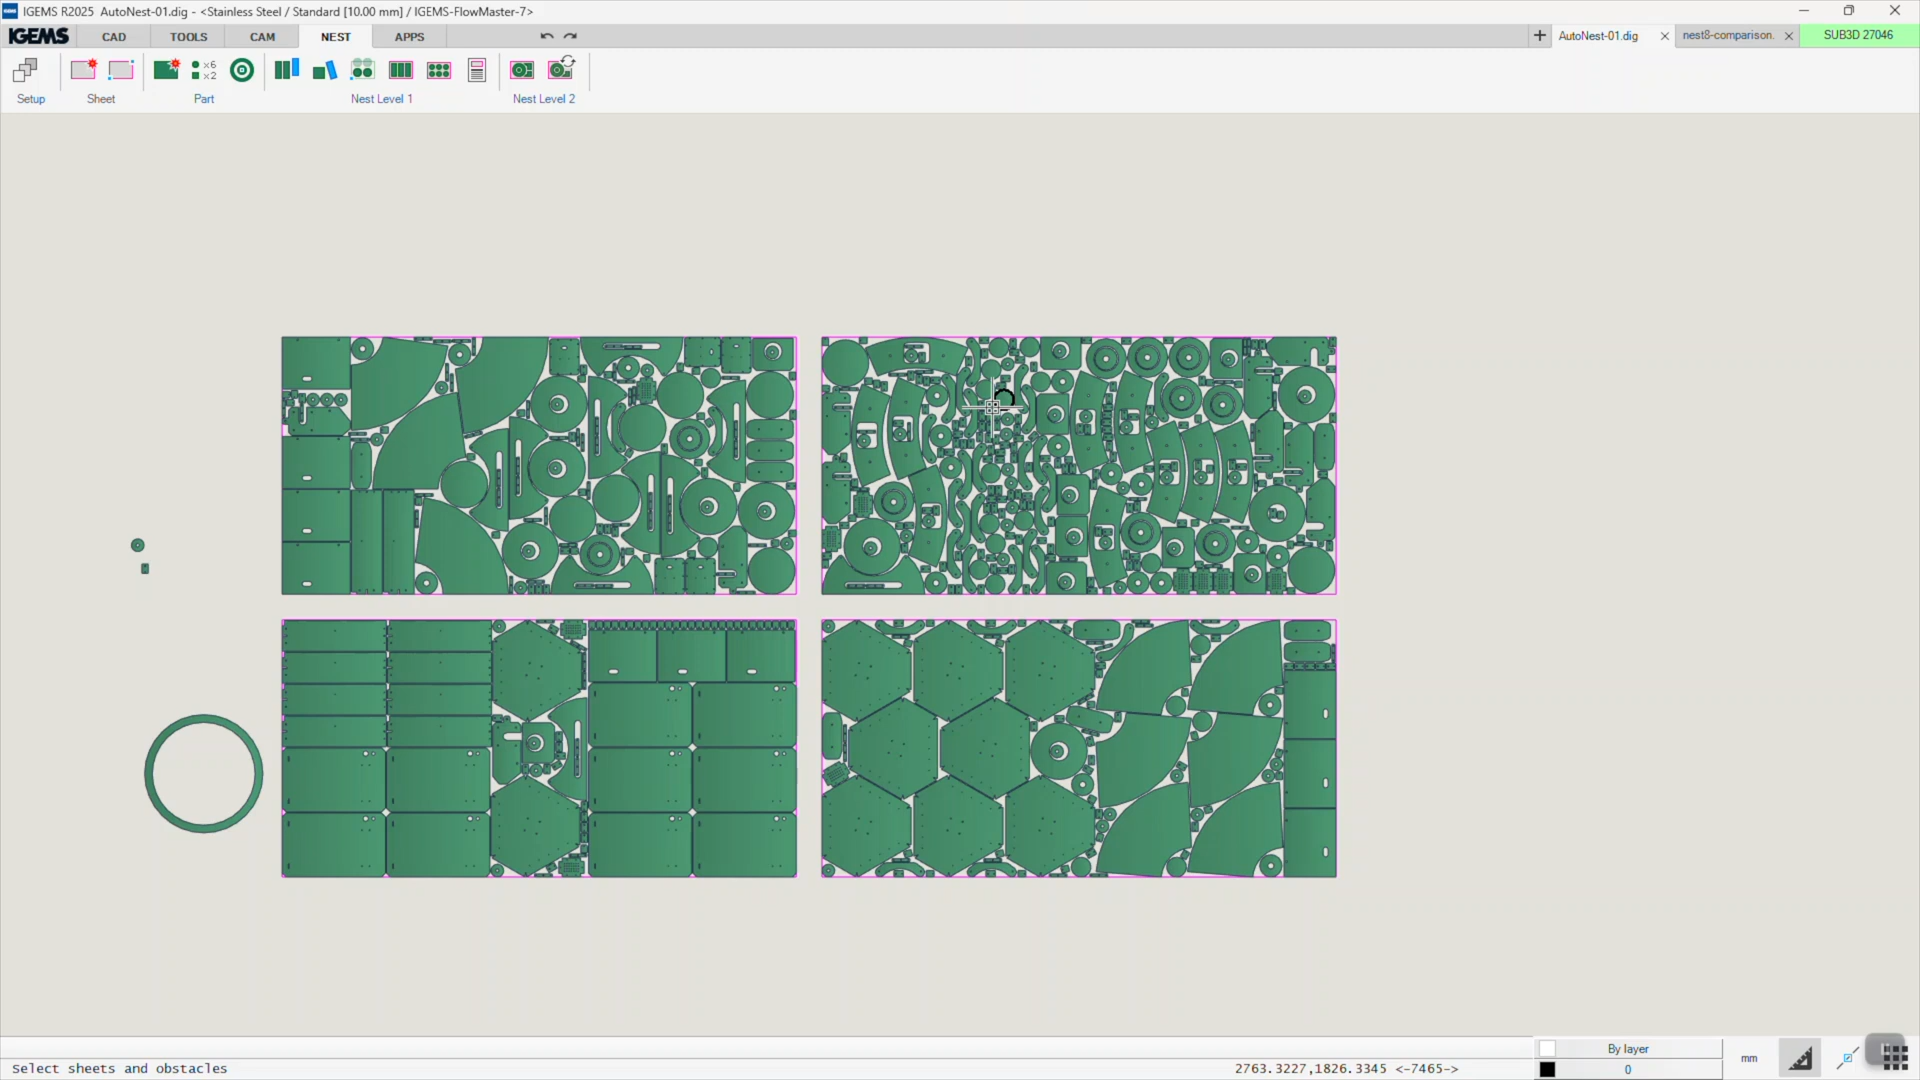 IGEMS R2025 AutoNest-01.dig - <Stainless Steel / Standard [10.00 mm] / IGEMS-FlowMaster-7>
IGEMS CAD TOOLS CAM NEST APPS
AutoNest-01.dig nest8-comparison. SUB3D 27046
x6
x2
Setup Sheet Part Nest Level 1 Nest Level 2
By layer
mm
Select sheets and obstacles 2763.3227,1826.3345 <-7465-> 0